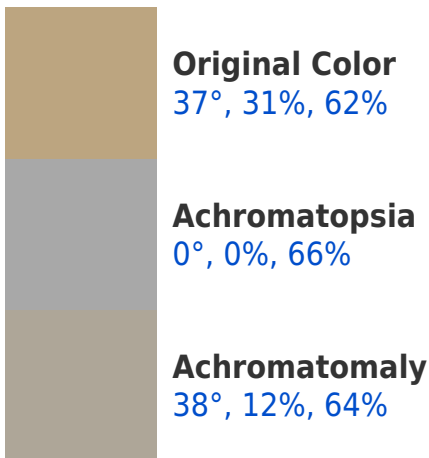 Original Color
37°, 31%, 62%
Achromatopsia
0°, 0%, 66%
Achromatomaly
38°, 12%, 64%